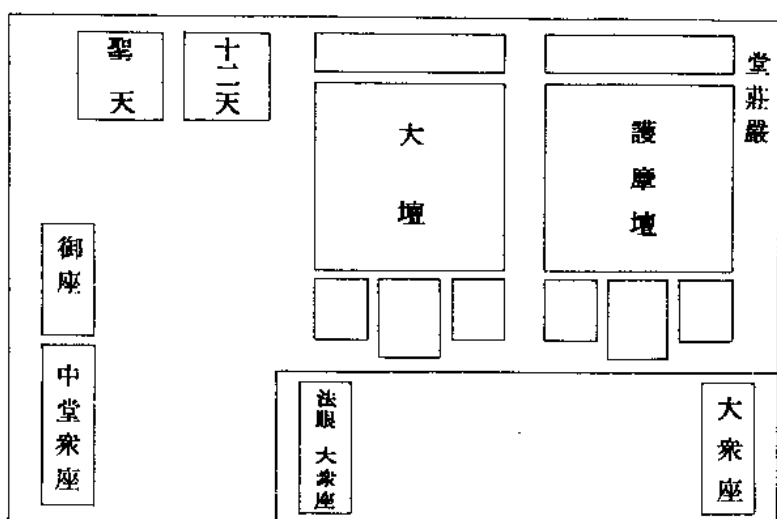 堂莊嚴
護摩壇
大壇
十二天
聖天
御座
中堂衆座
法眼 大衆座
大衆座